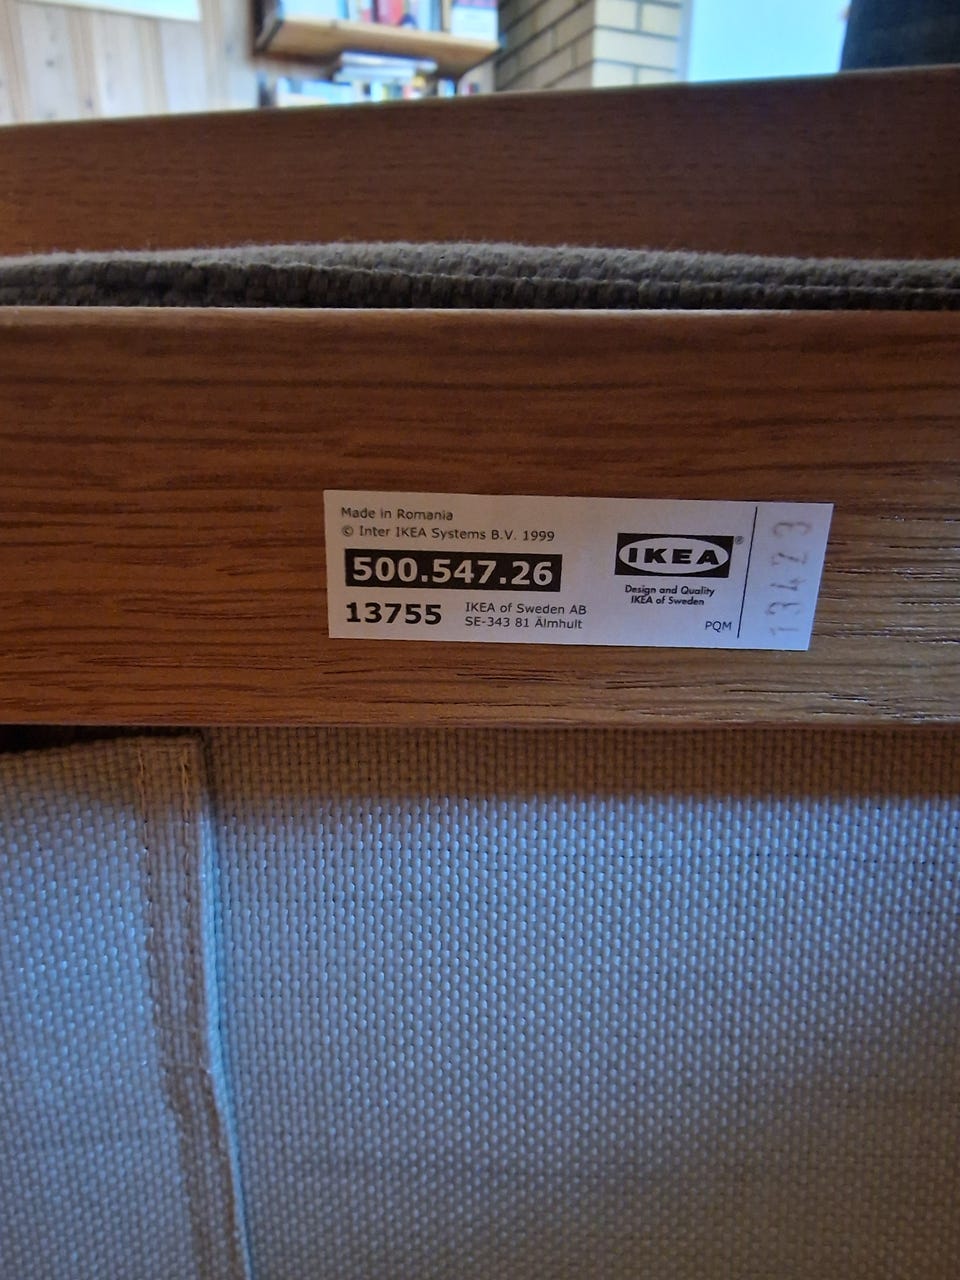 Made in Romania
© Inter IKEA Systems B.V. 1999
500.547.26
13755
IKEA of Sweden AB
SE-343 81 Älmhult
IKEA®
Design and Quality
IKEA of Sweden
PQM
13423